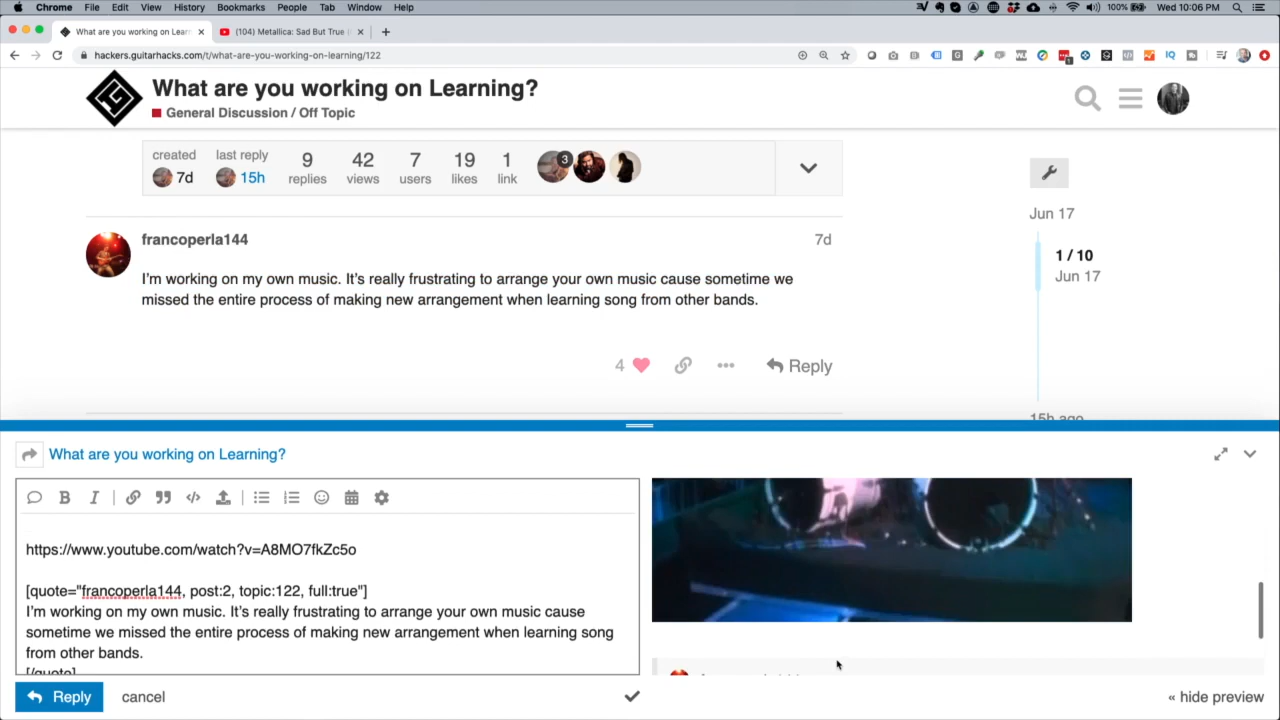 Chrome File Edit View History Bookmarks People Tab Window Help 100% Wed 10:06 PM
What are you working on Learn (104) Metallica: Sad But True
hackers.guitarhacks.com/t/what-are-you-working-on-learning/122
What are you working on Learning?
General Discussion / Off Topic
created last reply 9 42 7 19 1 3
7d 15h replies views users likes link
Jun 17
francoperla144 7d
1 / 10
Jun 17
I'm working on my own music. It's really frustrating to arrange your own music cause sometime we
missed the entire process of making new arrangement when learning song from other bands.
4 Reply
15h ago
What are you working on Learning?
https://www.youtube.com/watch?v=A8MO7fkZc5o
[quote="francoperla144, post:2, topic:122, full:true"]
I'm working on my own music. It's really frustrating to arrange your own music cause
sometime we missed the entire process of making new arrangement when learning song
from other bands.
[/quote]
Reply cancel « hide preview